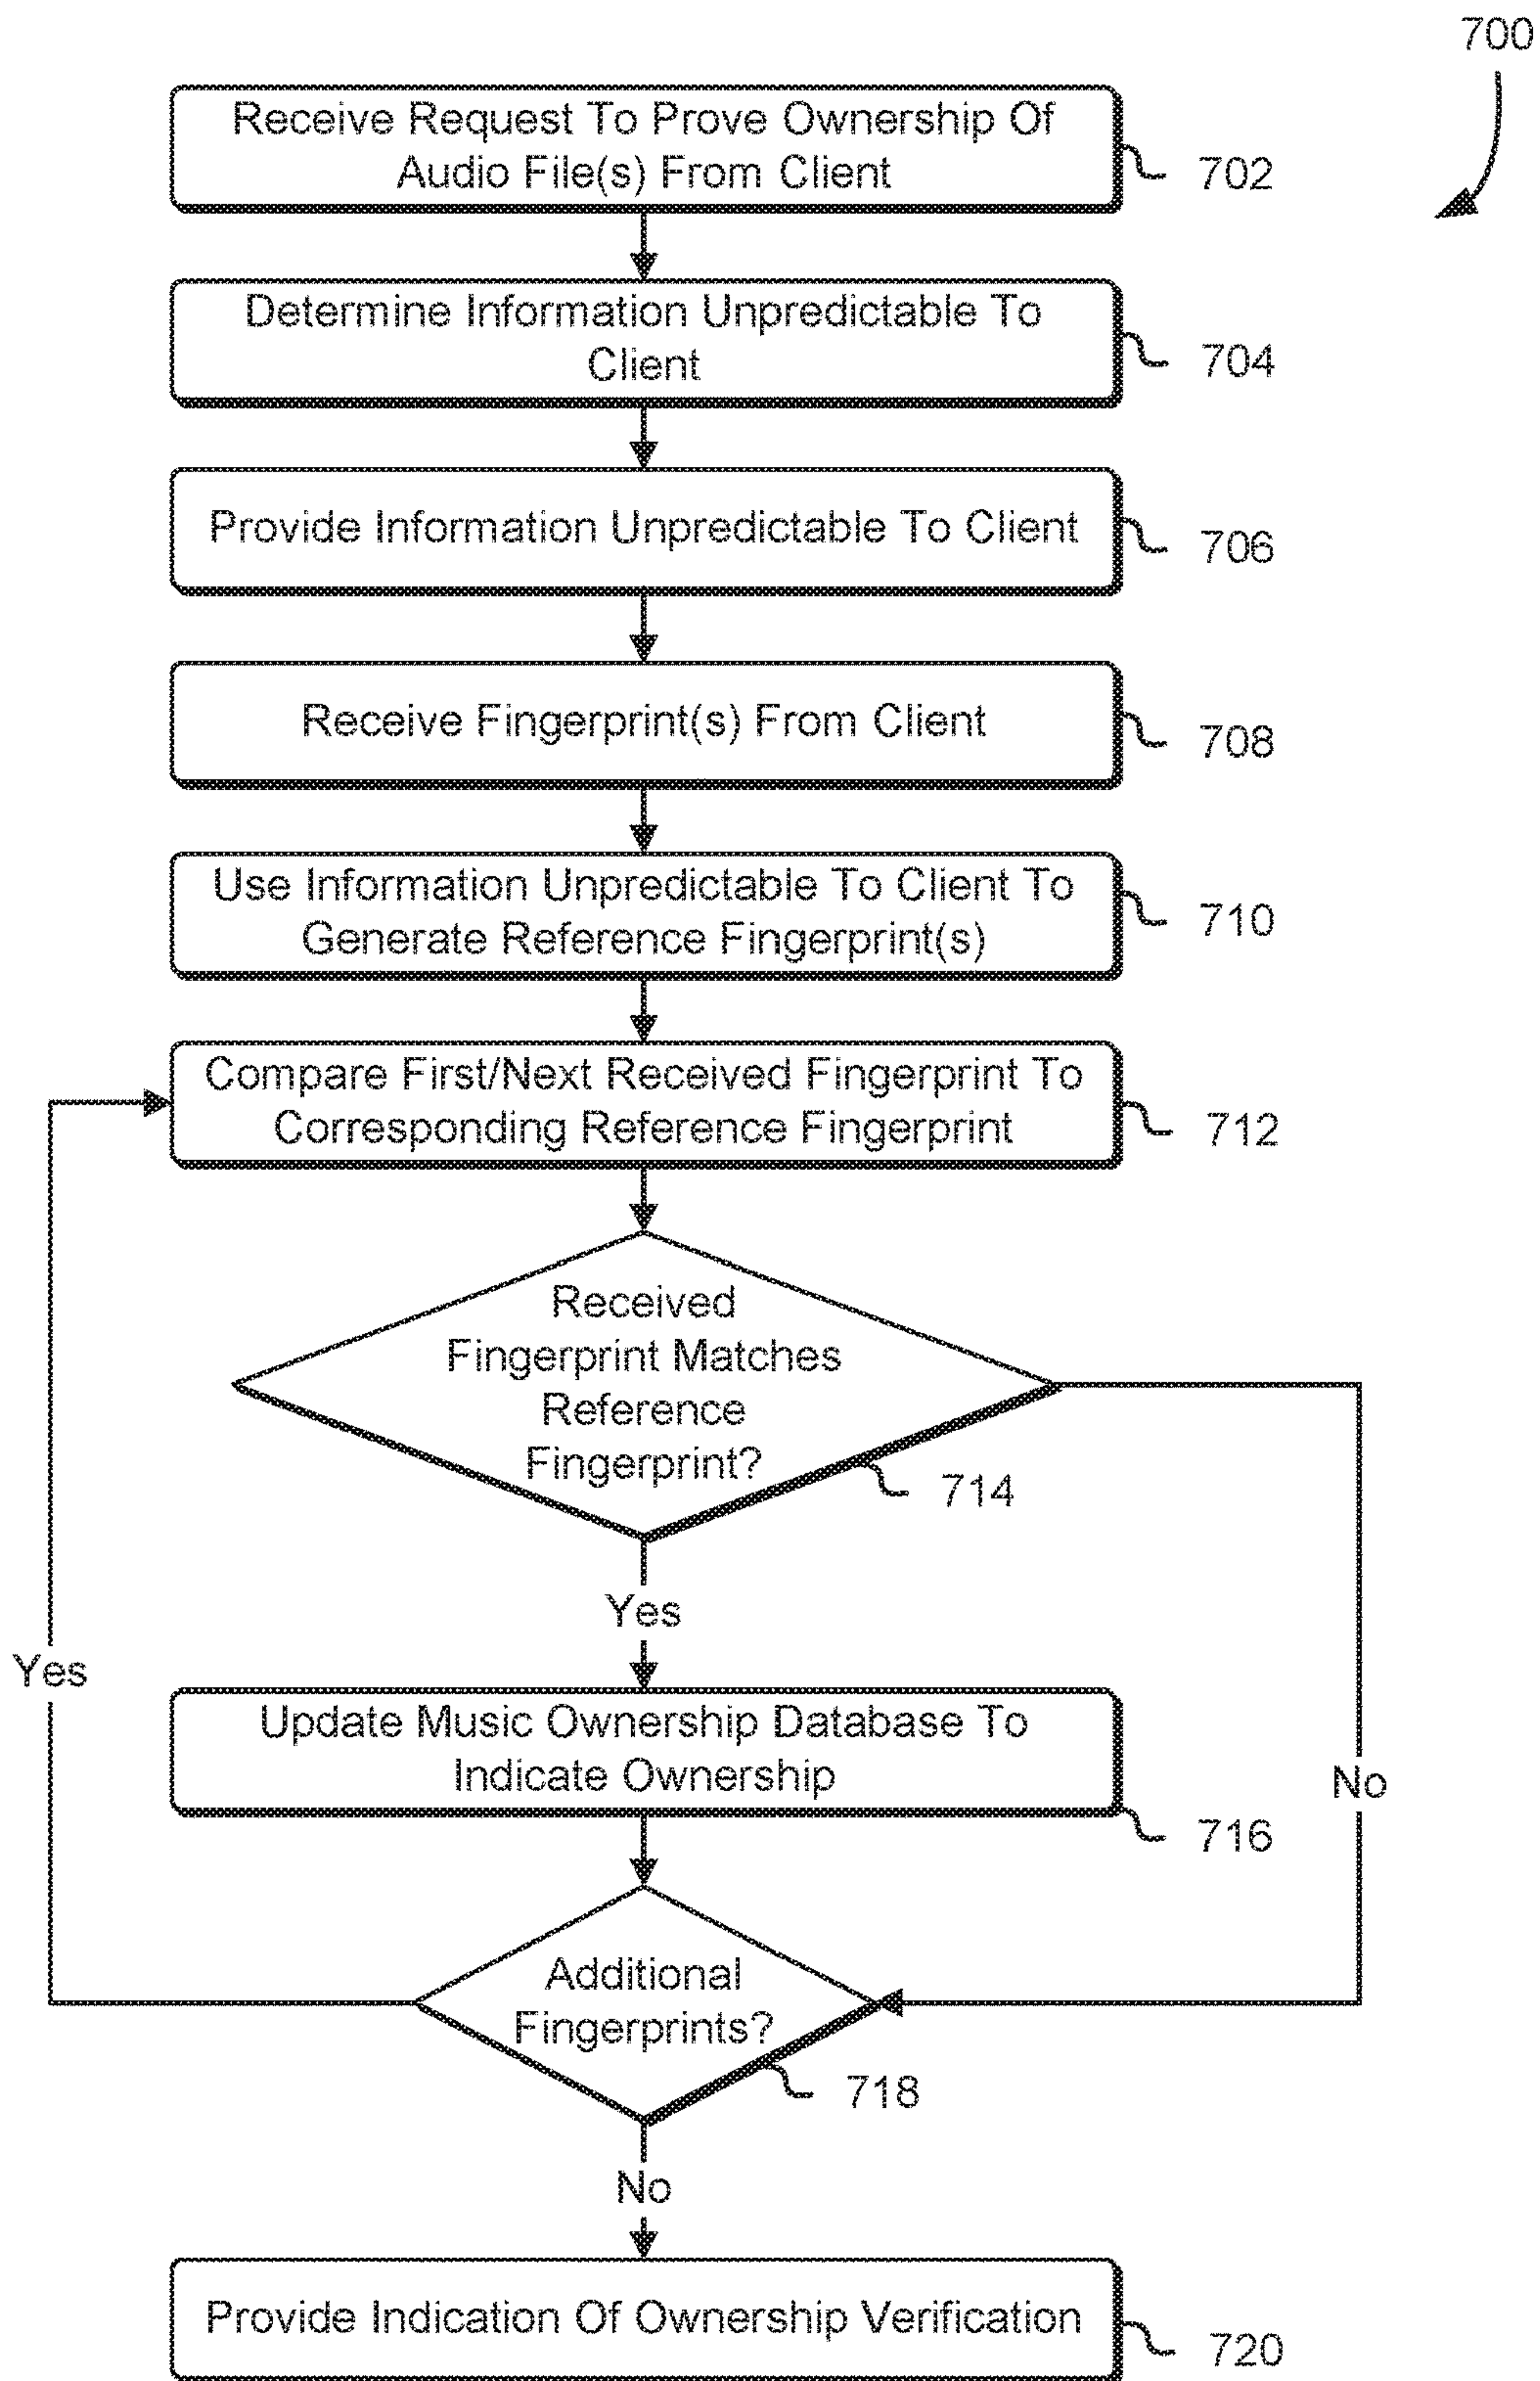 700
Receive Request To Prove Ownership Of
Audio File(s) From Client
702
Determine Information Unpredictable To
Client
704
Provide Information Unpredictable To Client
706
Receive Fingerprint(s) From Client
708
Use Information Unpredictable To Client To
Generate Reference Fingerprint(s)
710
Compare First/Next Received Fingerprint To
Corresponding Reference Fingerprint
712
Received
Fingerprint Matches
Reference
Fingerprint?
714
Yes
Yes
Update Music Ownership Database To
Indicate Ownership
No
716
Additional
Fingerprints?
718
No
Provide Indication Of Ownership Verification
720